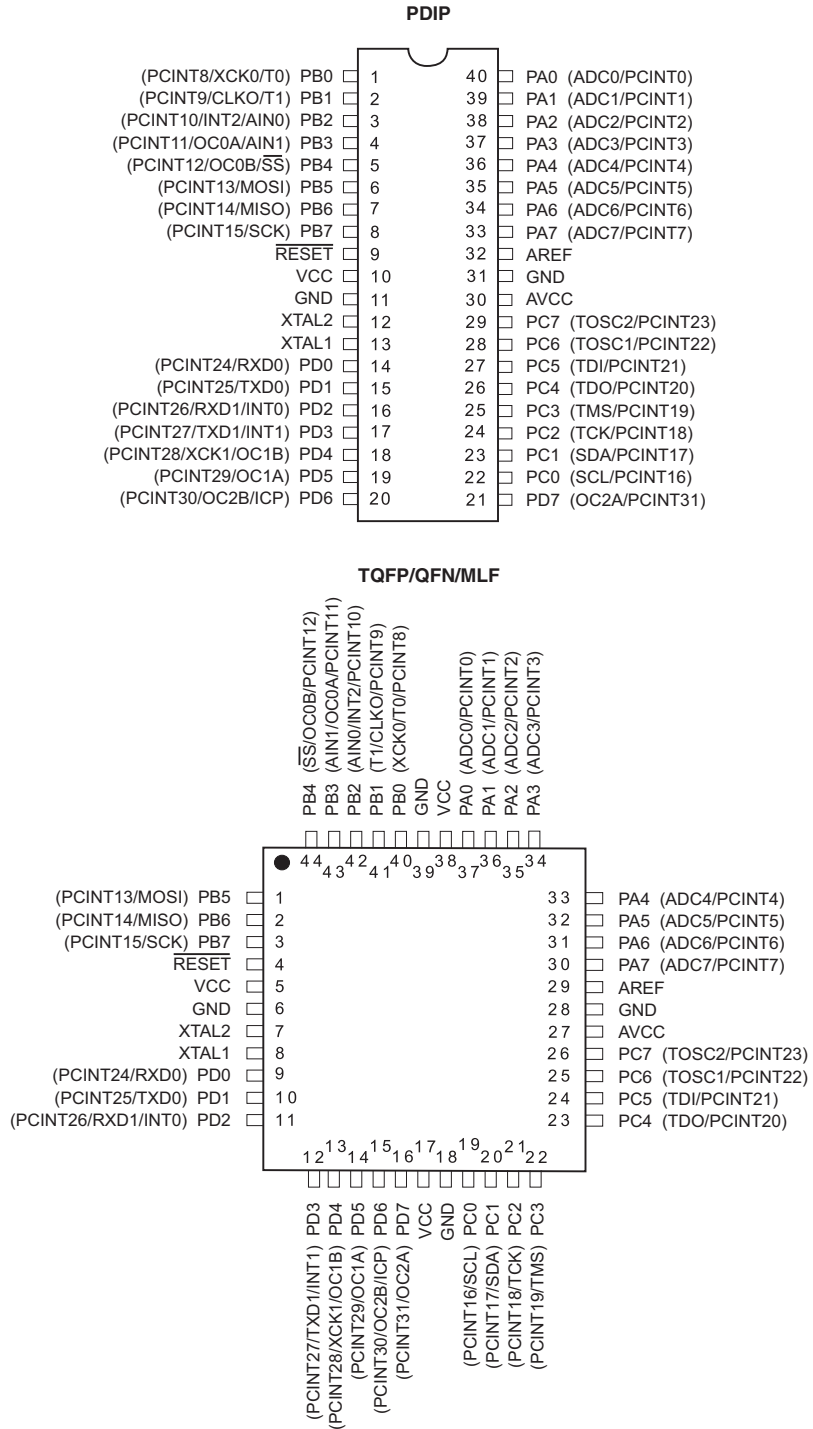 PDIP
(PCINT8/XCK0/T0) PB0 1 40 PA0 (ADC0/PCINT0)
(PCINT9/CLKO/T1) PB1 2 39 PA1 (ADC1/PCINT1)
(PCINT10/INT2/AIN0) PB2 3 38 PA2 (ADC2/PCINT2)
(PCINT11/OC0A/AIN1) PB3 4 37 PA3 (ADC3/PCINT3)
(PCINT12/OC0B/SS) PB4 5 36 PA4 (ADC4/PCINT4)
(PCINT13/MOSI) PB5 6 35 PA5 (ADC5/PCINT5)
(PCINT14/MISO) PB6 7 34 PA6 (ADC6/PCINT6)
(PCINT15/SCK) PB7 8 33 PA7 (ADC7/PCINT7)
RESET 9 32 AREF
VCC 10 31 GND
GND 11 30 AVCC
XTAL2 12 29 PC7 (TOSC2/PCINT23)
XTAL1 13 28 PC6 (TOSC1/PCINT22)
(PCINT24/RXD0) PD0 14 27 PC5 (TDI/PCINT21)
(PCINT25/TXD0) PD1 15 26 PC4 (TDO/PCINT20)
(PCINT26/RXD1/INT0) PD2 16 25 PC3 (TMS/PCINT19)
(PCINT27/TXD1/INT1) PD3 17 24 PC2 (TCK/PCINT18)
(PCINT28/XCK1/OC1B) PD4 18 23 PC1 (SDA/PCINT17)
(PCINT29/OC1A) PD5 19 22 PC0 (SCL/PCINT16)
(PCINT30/OC2B/ICP) PD6 20 21 PD7 (OC2A/PCINT31)
TQFP/QFN/MLF
PB4 (SS/OC0B/PCINT12)
PB3 (AIN1/OC0A/PCINT11)
PB2 (AIN0/INT2/PCINT10)
PB1 (T1/CLKO/PCINT9)
PB0 (XCK0/T0/PCINT8)
GND
VCC
PA0 (ADC0/PCINT0)
PA1 (ADC1/PCINT1)
PA2 (ADC2/PCINT2)
PA3 (ADC3/PCINT3)
44 43 42 41 40 39 38 37 36 35 34
(PCINT13/MOSI) PB5 1 33 PA4 (ADC4/PCINT4)
(PCINT14/MISO) PB6 2 32 PA5 (ADC5/PCINT5)
(PCINT15/SCK) PB7 3 31 PA6 (ADC6/PCINT6)
RESET 4 30 PA7 (ADC7/PCINT7)
VCC 5 29 AREF
GND 6 28 GND
XTAL2 7 27 AVCC
XTAL1 8 26 PC7 (TOSC2/PCINT23)
(PCINT24/RXD0) PD0 9 25 PC6 (TOSC1/PCINT22)
(PCINT25/TXD0) PD1 10 24 PC5 (TDI/PCINT21)
(PCINT26/RXD1/INT0) PD2 11 23 PC4 (TDO/PCINT20)
12 13 14 15 16 17 18 19 20 21 22
(PCINT27/TXD1/INT1) PD3
(PCINT28/XCK1/OC1B) PD4
(PCINT29/OC1A) PD5
(PCINT30/OC2B/ICP) PD6
(PCINT31/OC2A) PD7
VCC
GND
(PCINT16/SCL) PC0
(PCINT17/SDA) PC1
(PCINT18/TCK) PC2
(PCINT19/TMS) PC3